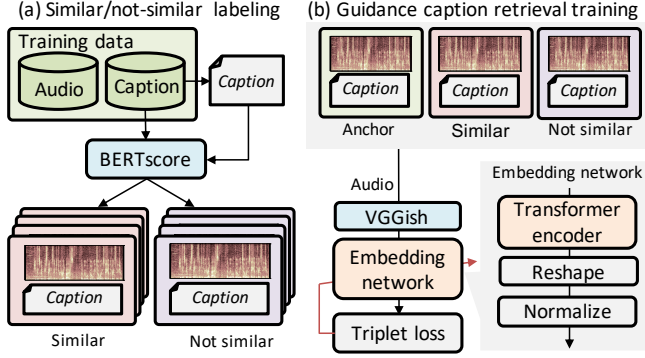 (a) Similar/not-similar labeling
Training data
Audio
Caption
Caption
BERTscore
Caption
Caption
Similar
Not similar
(b) Guidance caption retrieval training
Caption
Caption
Caption
Anchor
Similar
Not similar
Audio
VGGish
Embedding
network
Triplet loss
Embedding network
Transformer
encoder
Reshape
Normalize